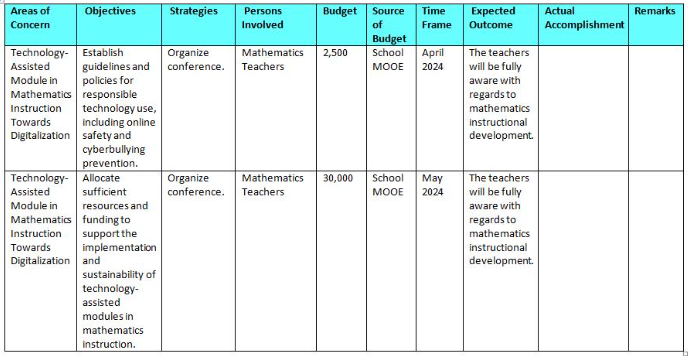 Areas of Concern
Objectives
Strategies
Persons Involved
Budget
Source of Budget
Time Frame
Expected Outcome
Actual Accomplishment
Remarks
Technology-
Assisted
Module in
Mathematics
Instruction
Towards
Digitalization
Establish
guidelines and
policies for
responsible
technology use,
including online
safety and
cyberbullying
prevention.
Organize
conference.
Mathematics
Teachers
2,500
School
MOOE
April
2024
The teachers
will be fully
aware with
regards to
mathematics
instructional
development.
Technology-
Assisted
Module in
Mathematics
Instruction
Towards
Digitalization
Allocate
sufficient
resources and
funding to
support the
implementation
and
sustainability of
technology-
assisted
modules in
mathematics
instruction.
Organize
conference.
Mathematics
Teachers
30,000
School
MOOE
May
2024
The teachers
will be fully
aware with
regards to
mathematics
instructional
development.